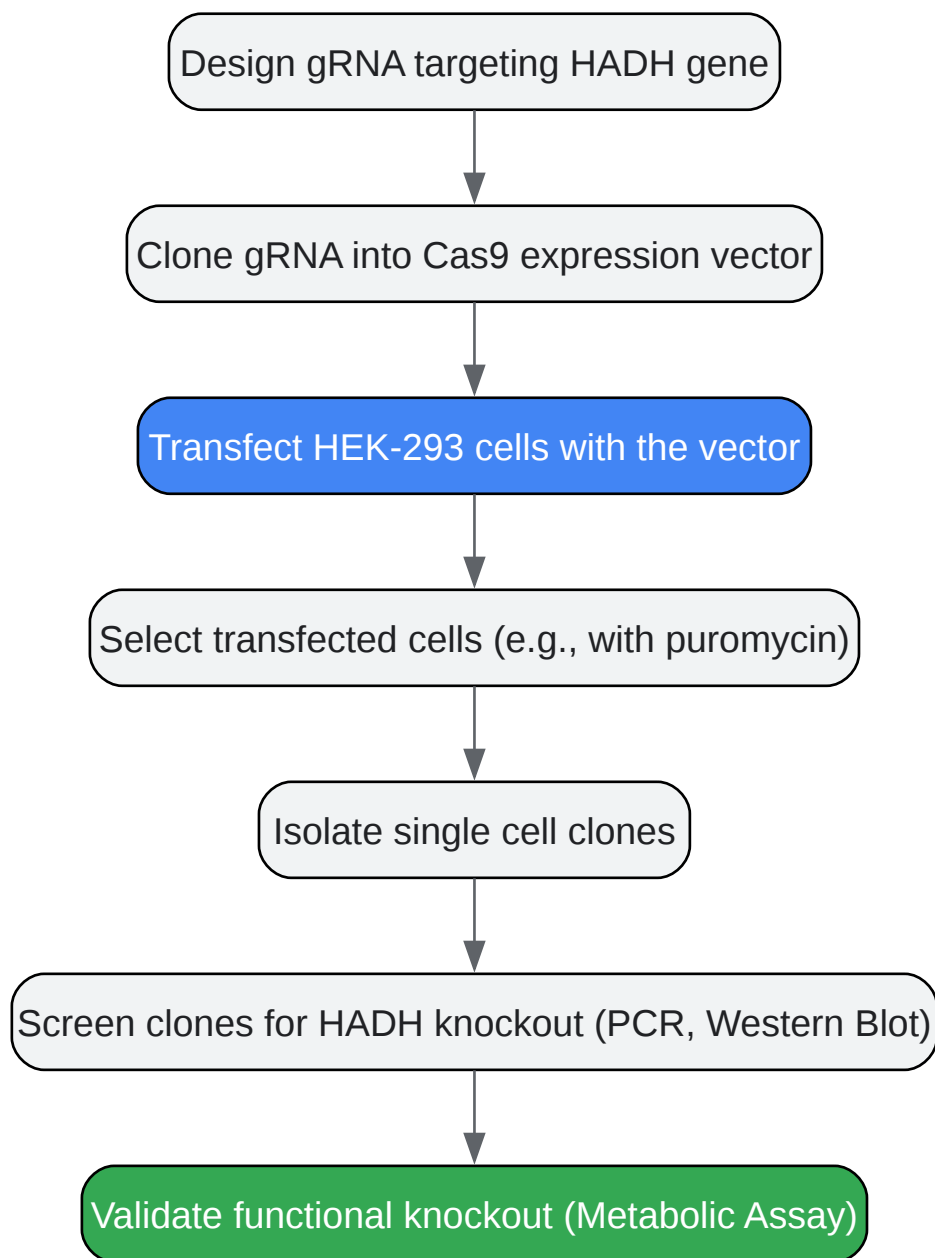 Design gRNA targeting HADH gene
Clone gRNA into Cas9 expression vector
Transfect HEK-293 cells with the vector
Select transfected cells (e.g., with puromycin)
Isolate single cell clones
Screen clones for HADH knockout (PCR, Western Blot)
Validate functional knockout (Metabolic Assay)